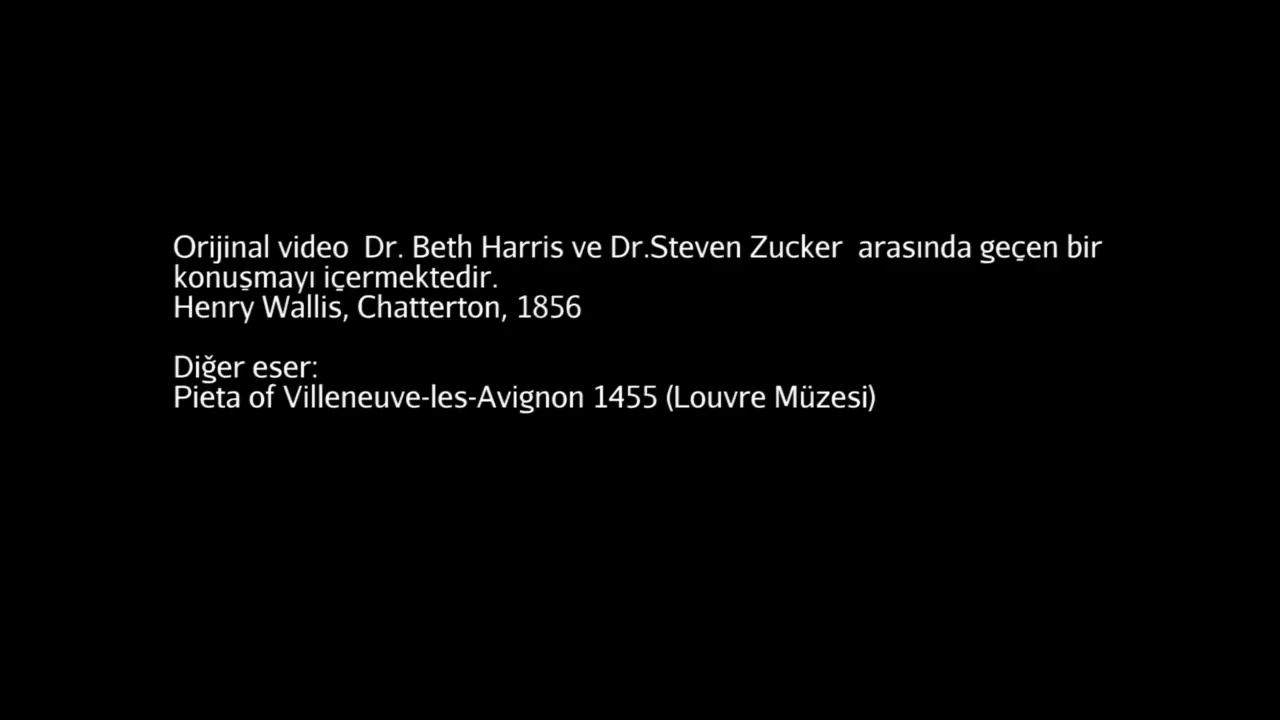 Orijinal video  Dr. Beth Harris ve Dr.Steven Zucker  arasında geçen bir
konuşmayı içermektedir.
Henry Wallis, Chatterton, 1856
Diğer eser:
Pieta of Villeneuve-les-Avignon 1455 (Louvre Müzesi)